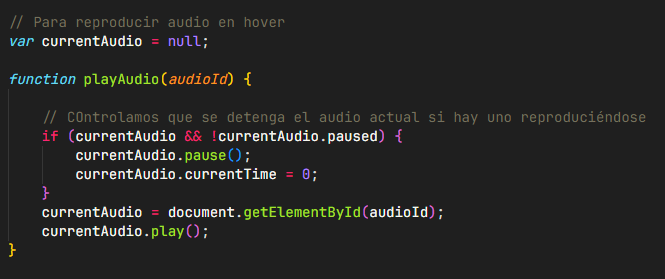 // Para reproducir audio en hover
var currentAudio = null;
function playAudio(audioId) {
// COntrolamos que se detenga el audio actual si hay uno reproduciéndose
if (currentAudio && !currentAudio.paused) {
currentAudio.pause();
currentAudio.currentTime = 0;
}
currentAudio = document.getElementById(audioId);
currentAudio.play();
}